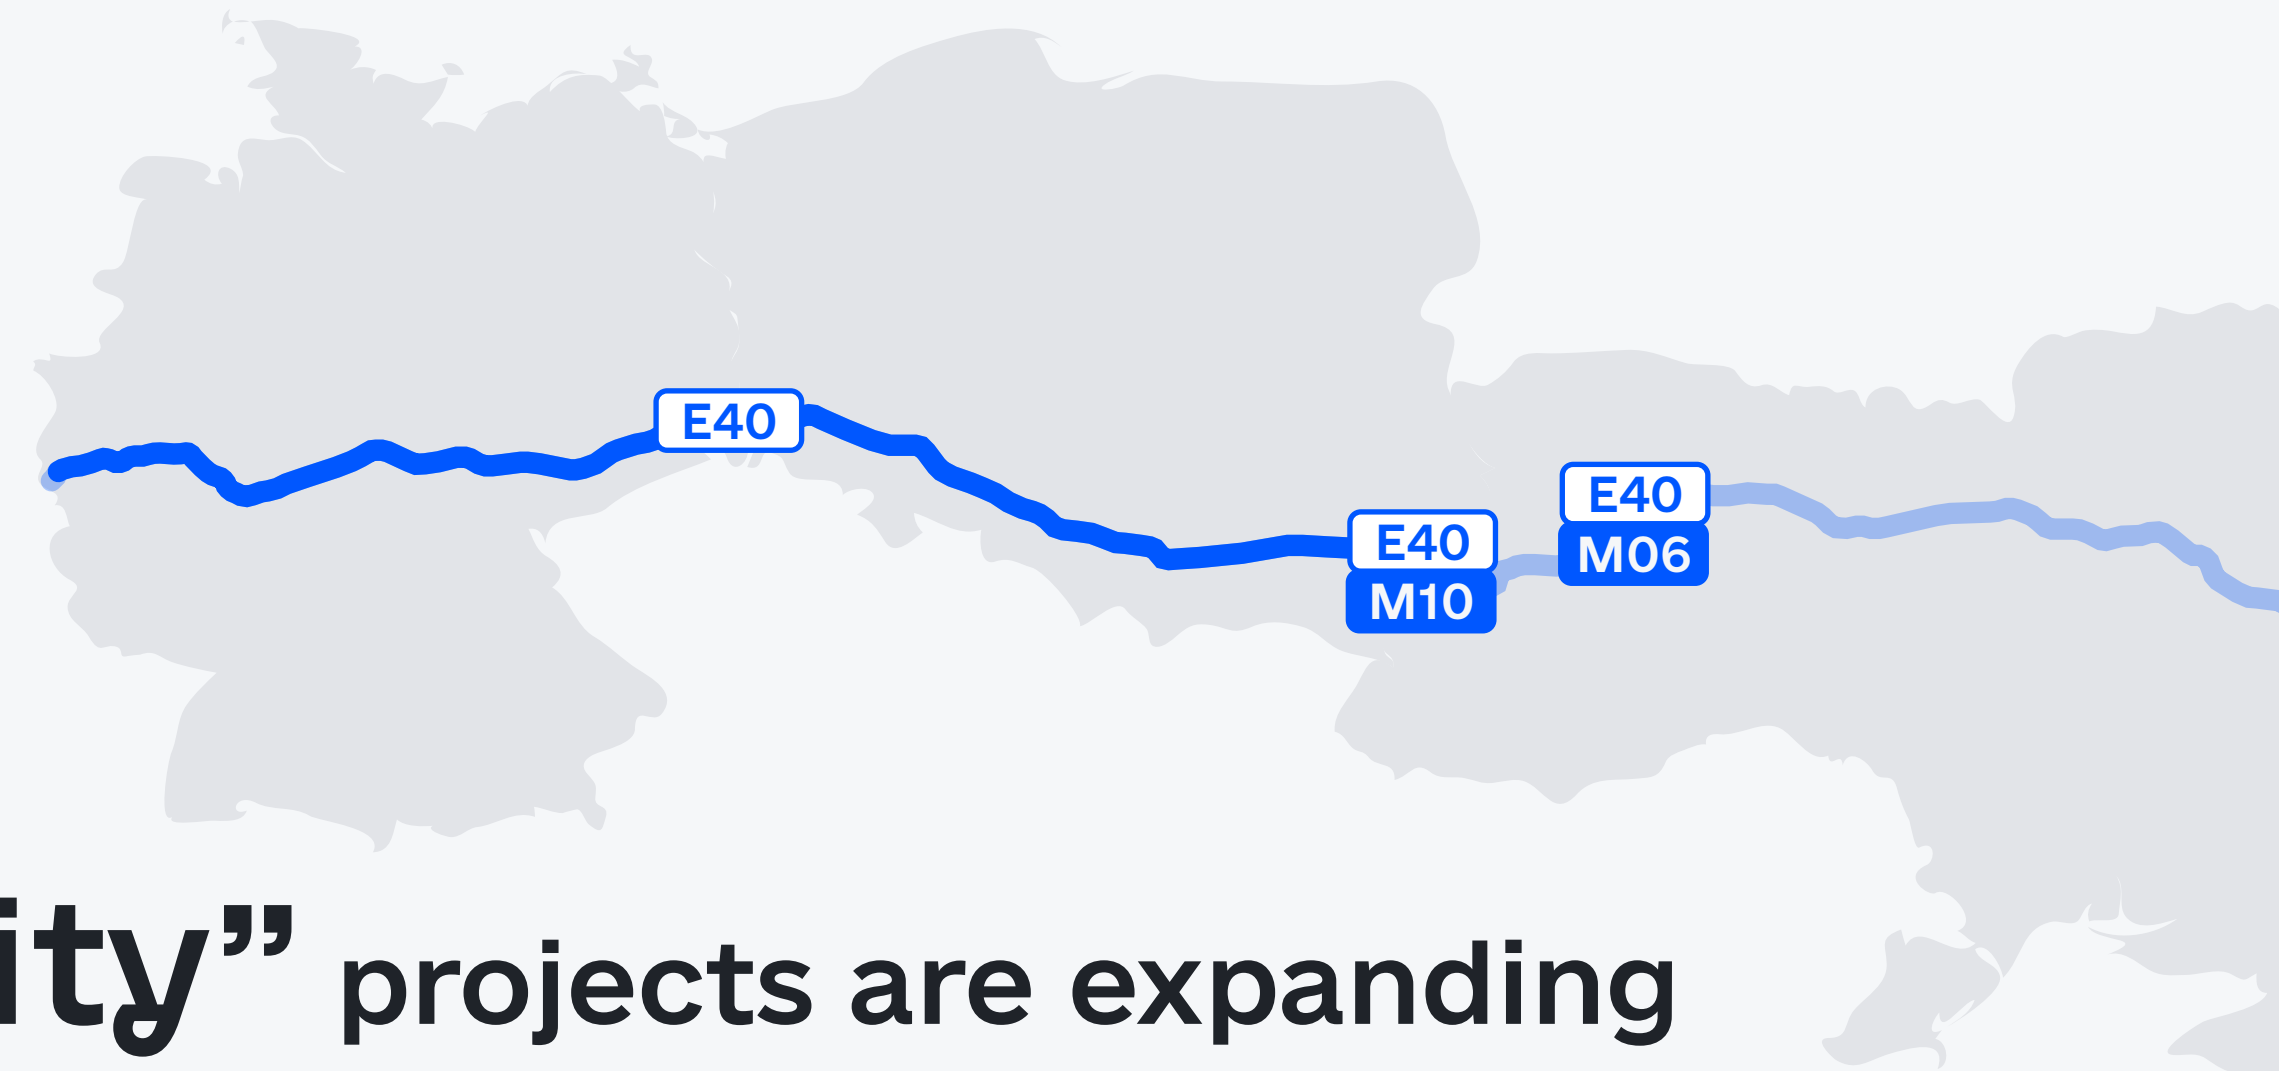 E40
E40
M10
E40
M06
ity” projects are expanding